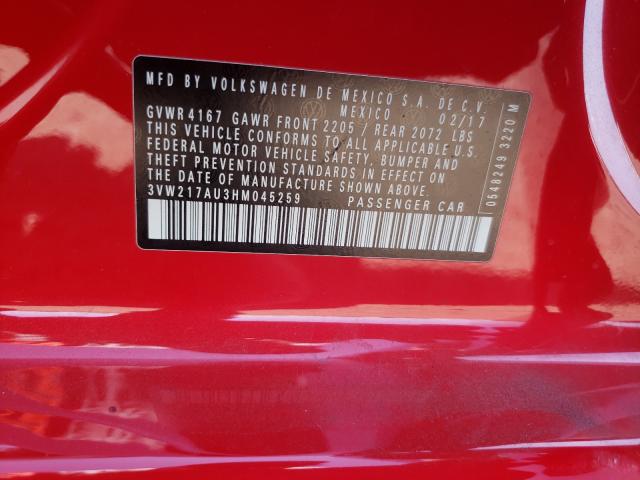 MFD BY VOLKSWAGEN DE MEXICO S.A. DE C.V.
MEXICO 02/17
GVWR 4167 GAWR FRONT 2205 / REAR 2072 LBS
THIS VEHICLE CONFORMS TO ALL APPLICABLE U.S.
FEDERAL MOTOR VEHICLE SAFETY, BUMPER AND
THEFT PREVENTION STANDARDS IN EFFECT ON
THE DATE OF MANUFACTURE SHOWN ABOVE.
3VW217AU3HM045259 PASSENGER CAR
0548249 3220 M